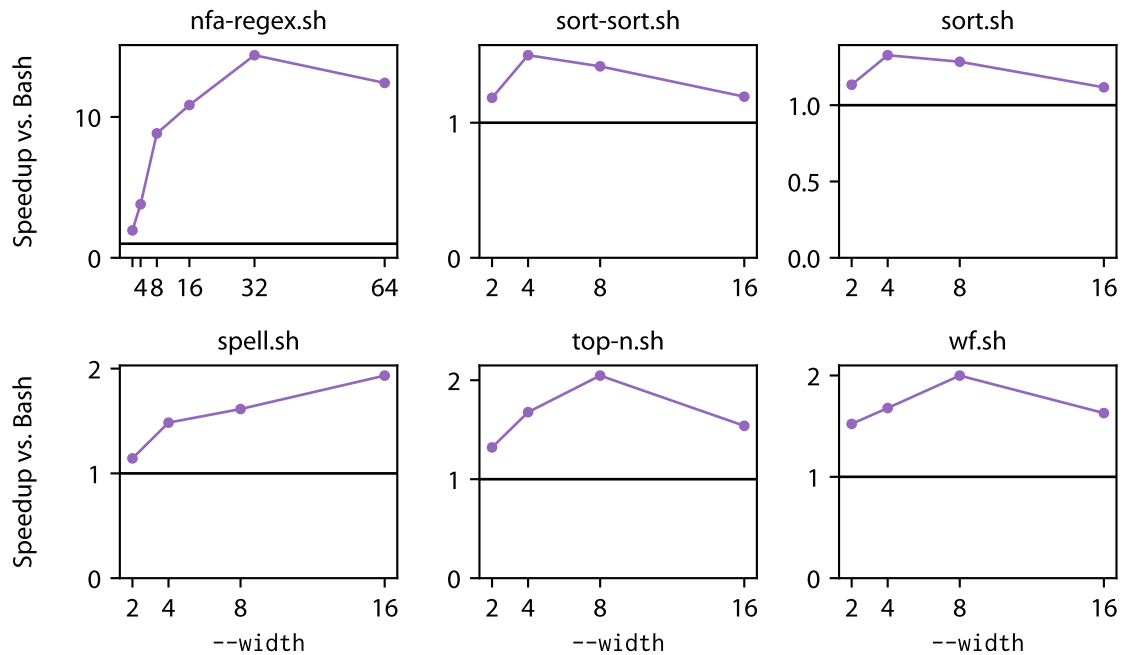 nfa-regex.sh
sort-sort.sh
sort.sh
Speedup vs. Bash
10
0
4 8 16 32 64
1
0
2 4 8 16
1.0
0.5
0.0
2 4 8 16
spell.sh
top-n.sh
wf.sh
Speedup vs. Bash
2
1
0
2 4 8 16
--width
2
1
0
2 4 8 16
--width
2
1
0
2 4 8 16
--width